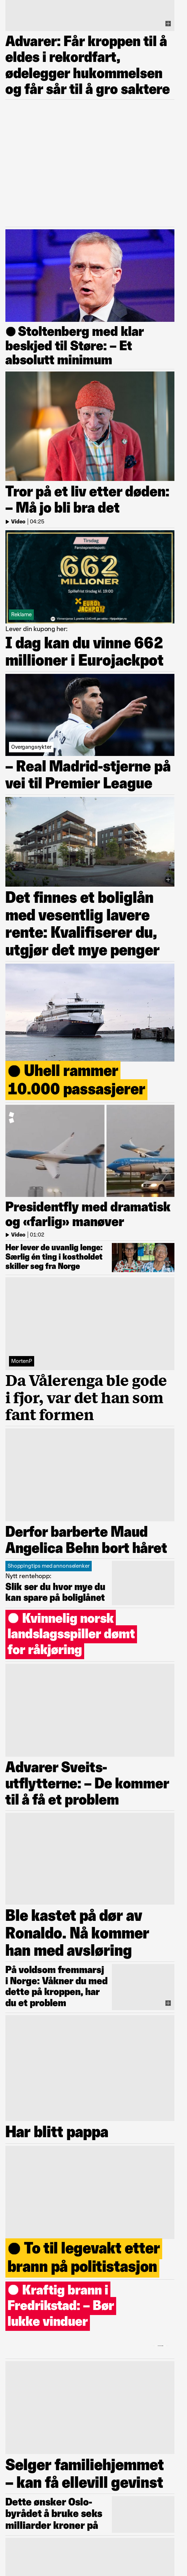 Advarer: Får kroppen til å
eldes i rekordfart,
ødelegger hukommelsen
og får sår til å gro saktere
Stoltenberg med klar
beskjed til Støre: – Et
absolutt minimum
Tror på et liv etter døden:
– Må jo bli bra det
Video | 04:25
Tirsdag
Førstepremiepott:
662
MILLIONER
Spillefrist tirsdag kl. 19.00
EURO
JACKPOT
Reklame
Lever din kupong her:
I dag kan du vinne 662
millioner i Eurojackpot
Overgangsrykter
– Real Madrid-stjerne på
vei til Premier League
Det finnes et boliglån
med vesentlig lavere
rente: Kvalifiserer du,
utgjør det mye penger
Uhell rammer
10.000 passasjerer
Presidentfly med dramatisk
og «farlig» manøver
Video | 01:02
Her lever de uvanlig lenge:
Særlig én ting i kostholdet
skiller seg fra Norge
MortenP
Da Vålerenga ble gode
i fjor, var det han som
fant formen
Derfor barberte Maud
Angelica Behn bort håret
Shoppingtips med annonselenker
Nytt rentehopp:
Slik ser du hvor mye du
kan spare på boliglånet
Kvinnelig norsk
landslagsspiller dømt
for råkjøring
Advarer Sveits-
utflytterne: – De kommer
til å få et problem
Ble kastet på dør av
Ronaldo. Nå kommer
han med avsløring
På voldsom fremmarsj
i Norge: Våkner du med
dette på kroppen, har
du et problem
Har blitt pappa
To til legevakt etter
brann på politistasjon
Kraftig brann i
Fredrikstad: – Bør
lukke vinduer
Selger familiehjemmet
– kan få ellevill gevinst
Dette ønsker Oslo-
byrådet å bruke seks
milliarder kroner på